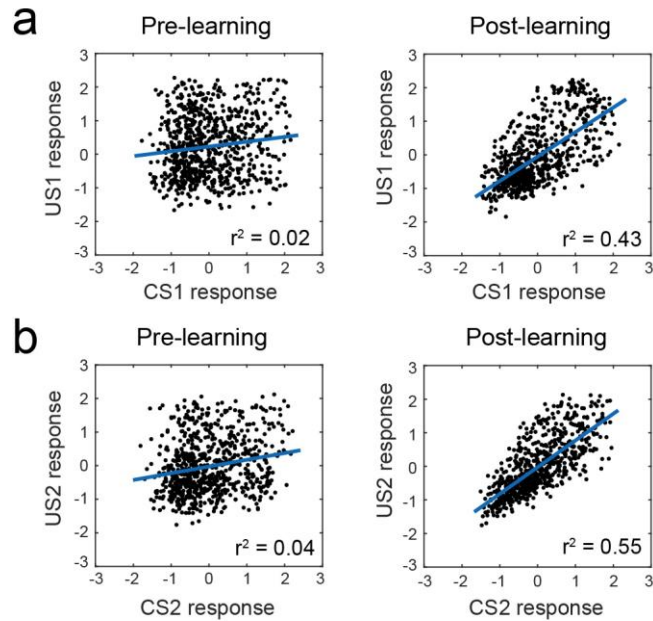 a
Pre-learning
Post-learning
US1 response
3
2
1
0
-1
-2
-3
r² = 0.02
-3 -2 -1 0 1 2 3
CS1 response
US1 response
3
2
1
0
-1
-2
3
r² = 0.43
-3 -2 -1 0 1 2 3
CS1 response
b
Pre-learning
Post-learning
US2 response
3
2
1
0
-1
-2
3
r² = 0.04
-3 -2 -1 0 1 2 3
CS2 response
US2 response
3
2
1
0
-1
-2
3
r² = 0.55
-3 -2 -1 0 1 2 3
CS2 response